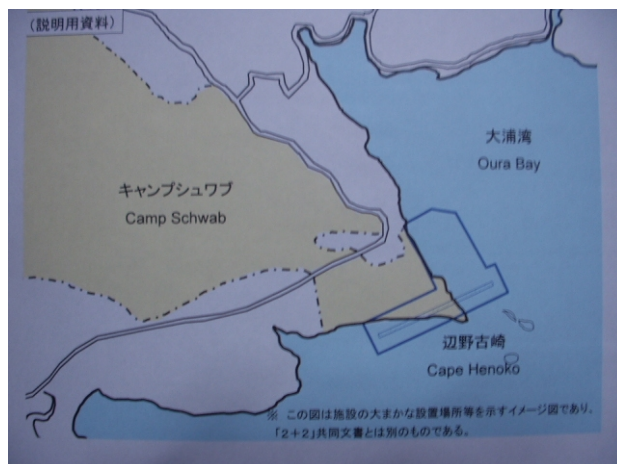 (説明用資料)
大浦湾
Oura Bay
キャンプシュワブ
Camp Schwab
辺野古崎
Cape Henoko
※ この図は施設の大まかな設置場所等を示すイメージ図であり、
「2+2」共同文書とは別のものである。